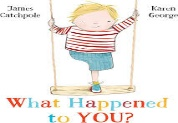 James Catchpole
Karen George
What Happened
to YOU?